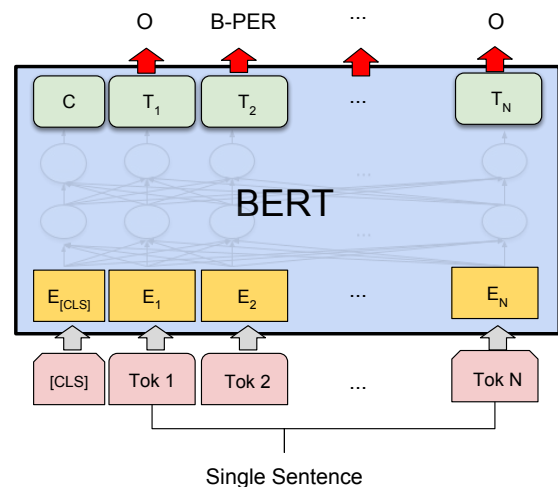 O B-PER ... O
C T1 T2 ... TN
...
BERT
...
E[CLS] E1 E2 ... EN
[CLS] Tok 1 Tok 2 ... Tok N
Single Sentence